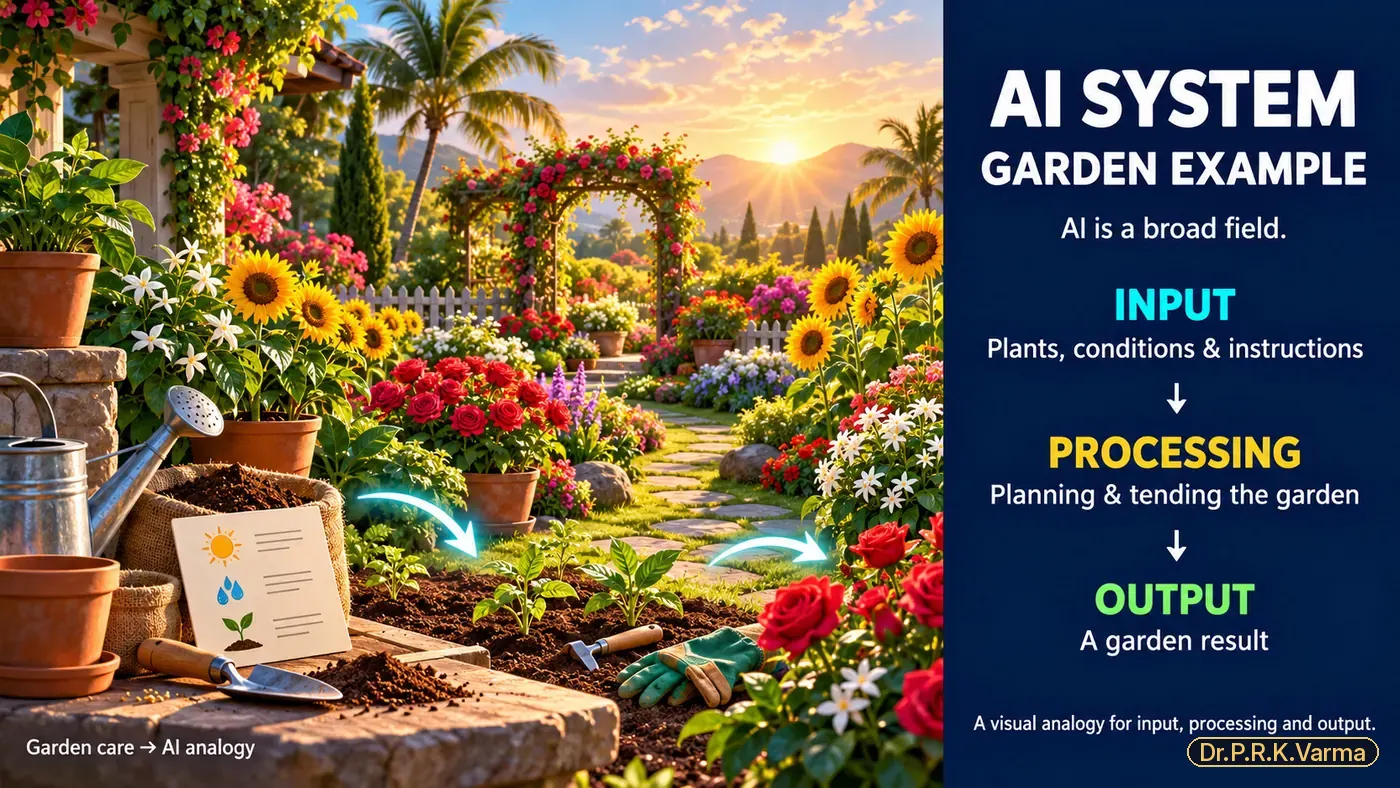 AI SYSTEM
GARDEN EXAMPLE
AI is a broad field.
INPUT
Plants, conditions & instructions
↓
PROCESSING
Planning & tending the garden
↓
OUTPUT
A garden result
A visual analogy for input, processing and output.
Dr.P.R.K.Varma
Garden care → AI analogy